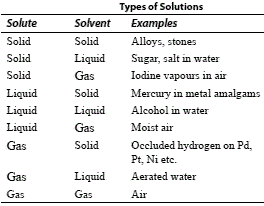 Types of Solutions
Solute Solvent Examples
Solid Solid Alloys, stones
Solid Liquid Sugar, salt in water
Solid Gas Iodine vapours in air
Liquid Solid Mercury in metal amalgams
Liquid Liquid Alcohol in water
Liquid Gas Moist air
Gas Solid Occluded hydrogen on Pd,
Pt, Ni etc.
Gas Liquid Aerated water
Gas Gas Air